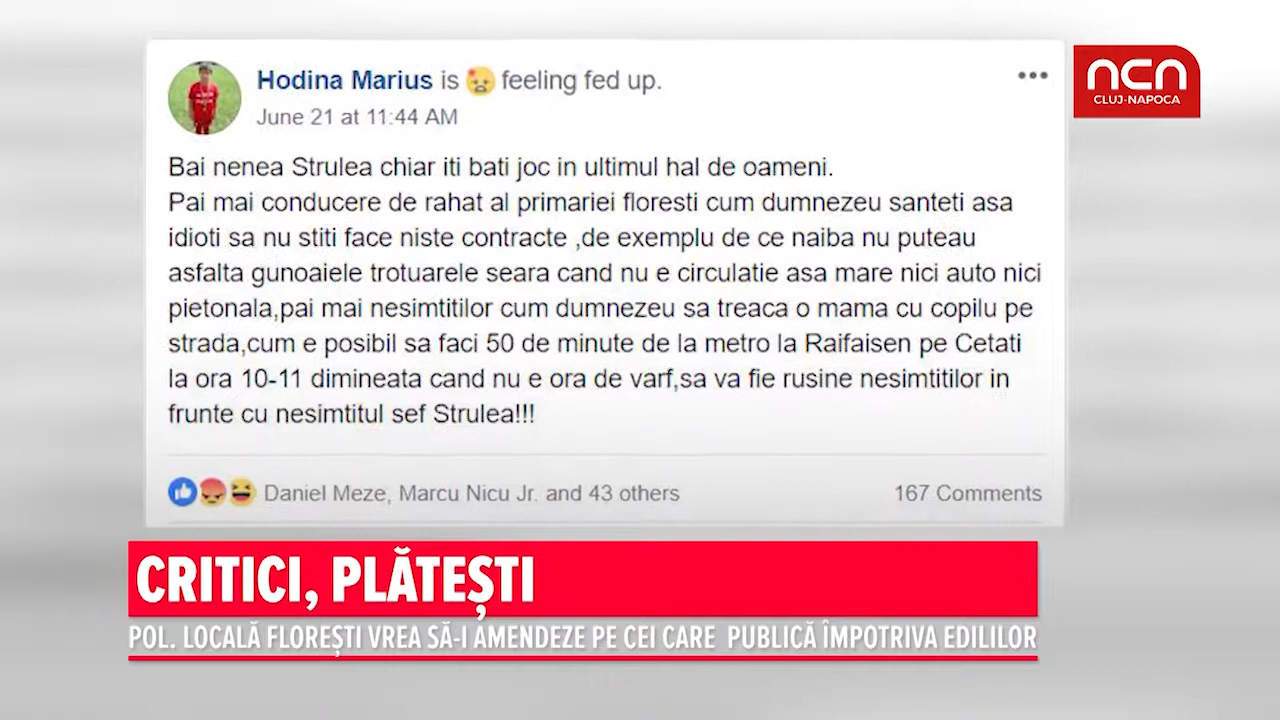 Hodina Marius is feeling fed up.
June 21 at 11:44 AM
ncn
CLUJ-NAPOCA
Bai nenea Strulea chiar iti bati joc in ultimul hal de oameni.
Pai mai conducere de rahat al primariei floresti cum dumnezeu santeti asa
idioti sa nu stiti face niste contracte ,de exemplu de ce naiba nu puteau
asfalta gunoaiele trotuarele seara cand nu e circulatie asa mare nici auto nici
pietonala,pai mai nesimtitilor cum dumnezeu sa treaca o mama cu copilu pe
strada,cum e posibil sa faci 50 de minute de la metro la Raifaisen pe Cetati
la ora 10-11 dimineata cand nu e ora de varf,sa va fie rusine nesimtitilor in
frunte cu nesimtitul sef Strulea!!!
Daniel Meze, Marcu Nicu Jr. and 43 others
167 Comments
CRITICI, PLĂTEȘTI
POL. LOCALĂ FLOREȘTI VREA SĂ-I AMENDEZE PE CEI CARE PUBLICĂ ÎMPOTRIVA EDILILOR